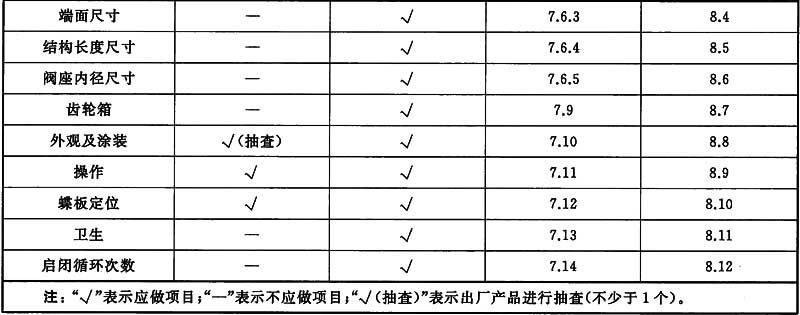 端面尺寸 — √ 7.6.3 8.4
结构长度尺寸 — √ 7.6.4 8.5
阀座内径尺寸 — √ 7.6.5 8.6
齿轮箱 — √ 7.9 8.7
外观及涂装 √(抽查) √ 7.10 8.8
操作 √ √ 7.11 8.9
蝶板定位 √ √ 7.12 8.10
卫生 — √ 7.13 8.11
启闭循环次数 — √ 7.14 8.12
注：“√”表示应做项目；“—”表示不应做项目；“√(抽查)”表示出厂产品进行抽查(不少于1个)。